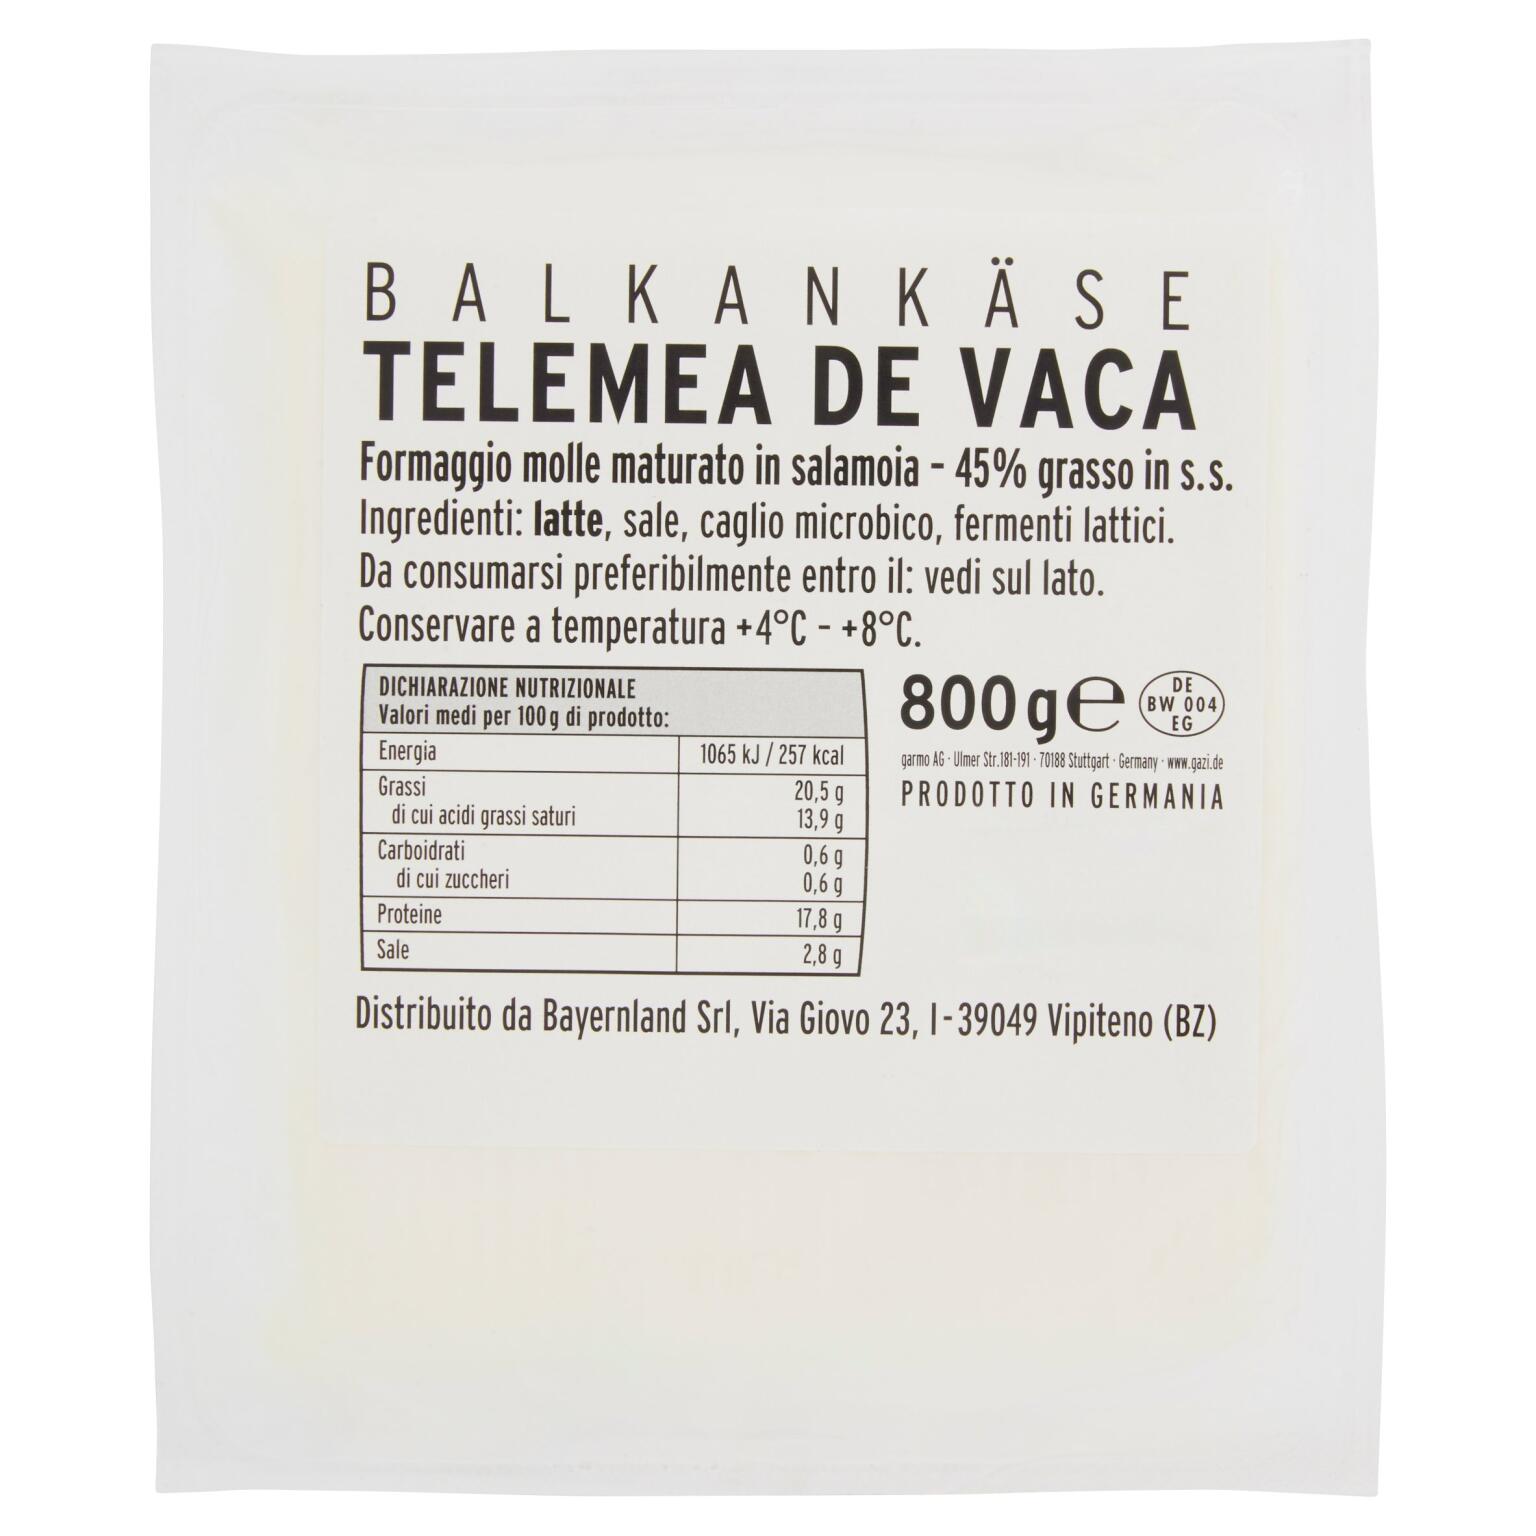 BALKANKÄSE
TELEMEA DE VACA
Formaggio molle maturato in salamoia - 45% grasso in s.s.
Ingredienti: latte, sale, caglio microbico, fermenti lattici.
Da consumarsi preferibilmente entro il: vedi sul lato.
Conservare a temperatura +4°C - +8°C.
DICHIARAZIONE NUTRIZIONALE
Valori medi per 100 g di prodotto:
Energia 1065 kJ / 257 kcal
Grassi 20,5 g
di cui acidi grassi saturi 13,9 g
Carboidrati 0,6 g
di cui zuccheri 0,6 g
Proteine 17,8 g
Sale 2,8 g
800 g e
DE
BW 004
EG
garmo AG · Ulmer Str. 181-191 · 70188 Stuttgart · Germany · www.gazi.de
PRODOTTO IN GERMANIA
Distribuito da Bayernland Srl, Via Giovo 23, I-39049 Vipiteno (BZ)